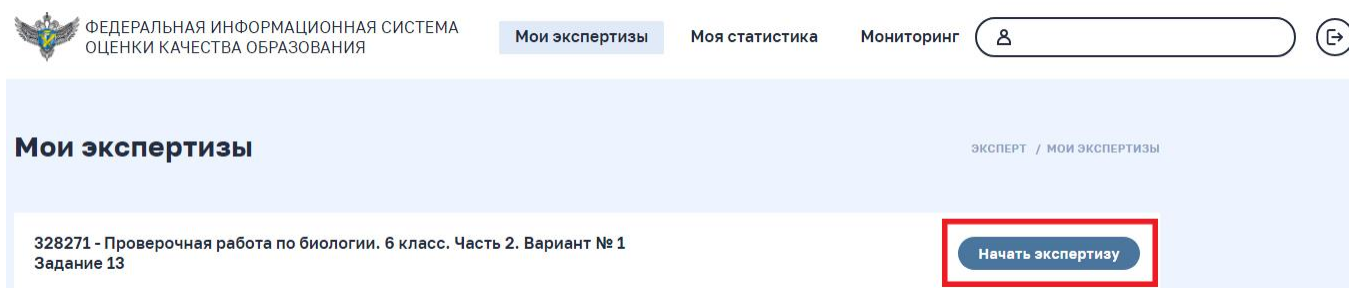 ФЕДЕРАЛЬНАЯ ИНФОРМАЦИОННАЯ СИСТЕМА
ОЦЕНКИ КАЧЕСТВА ОБРАЗОВАНИЯ
Мои экспертизы
Моя статистика
Мониторинг
Мои экспертизы
ЭКСПЕРТ / МОИ ЭКСПЕРТИЗЫ
328271 - Проверочная работа по биологии. 6 класс. Часть 2. Вариант № 1
Задание 13
Начать экспертизу